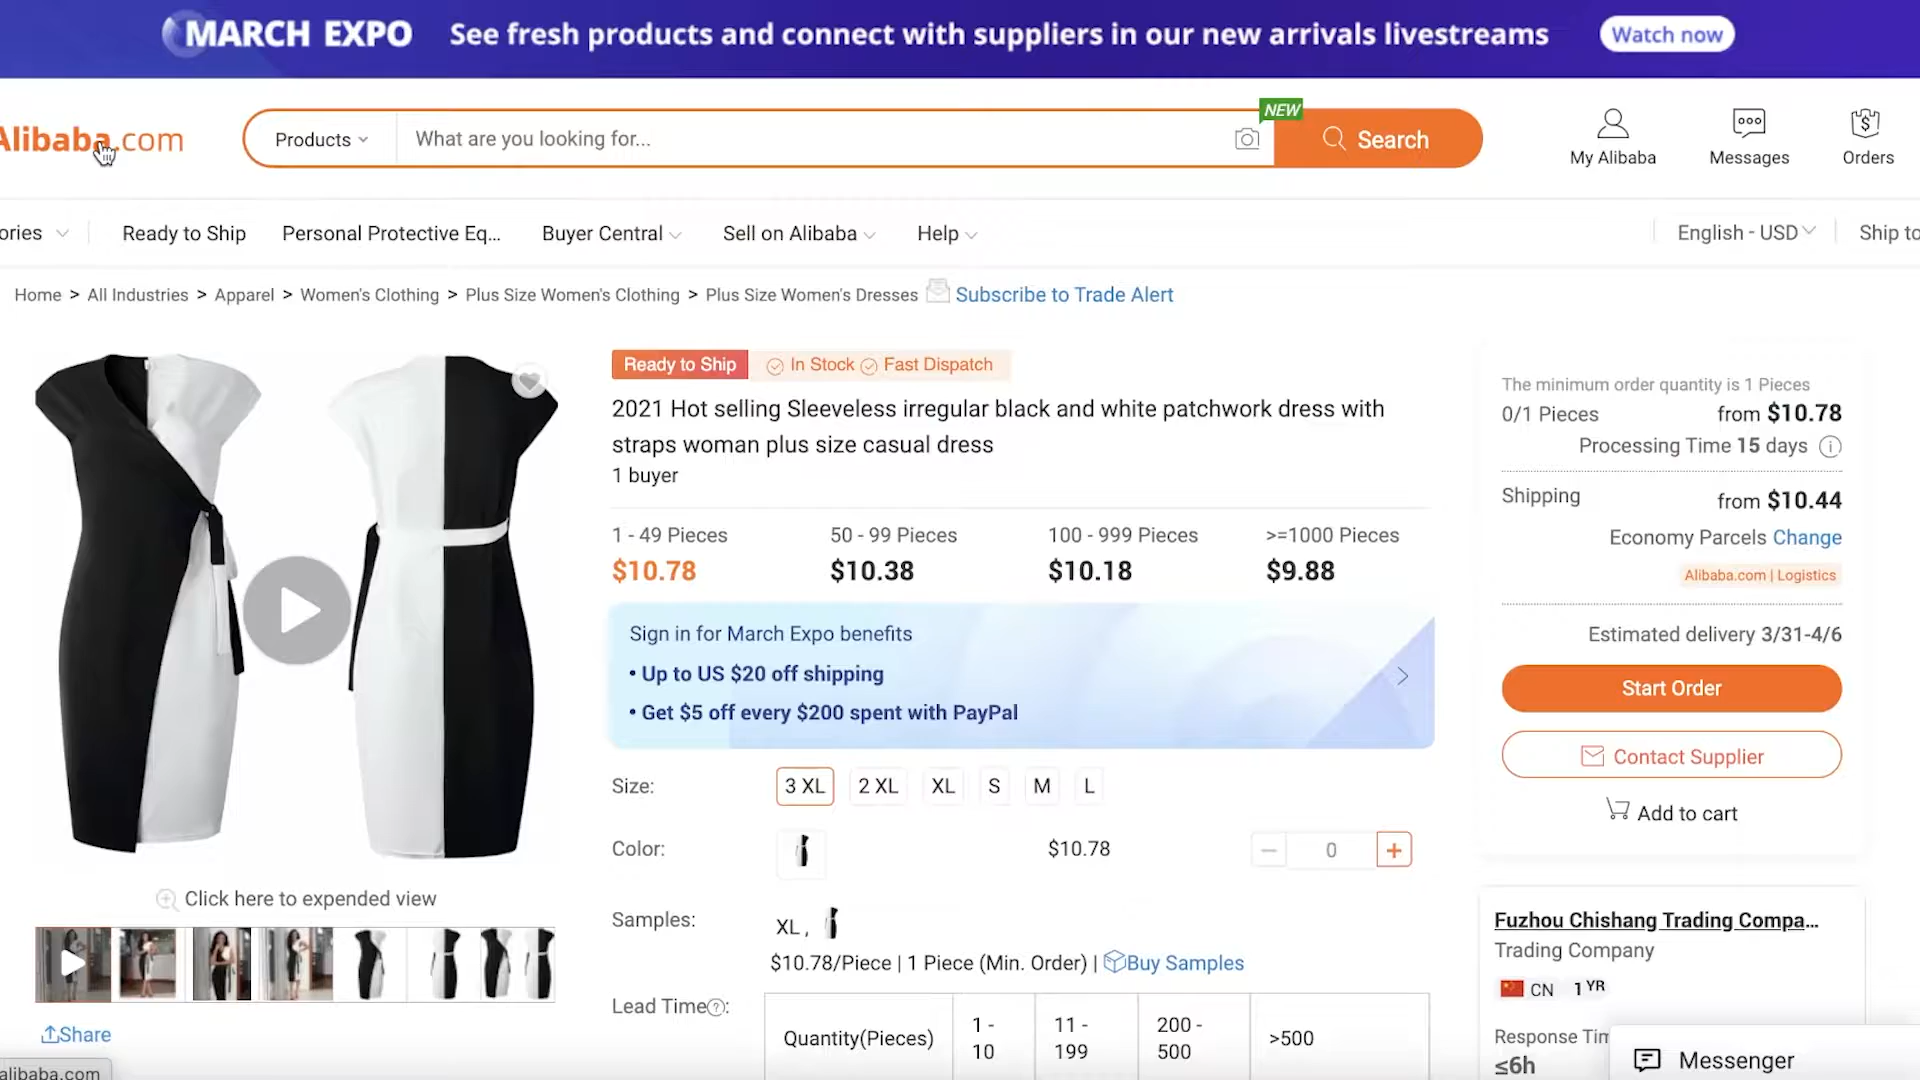 MARCH EXPO See fresh products and connect with suppliers in our new arrivals livestreams Watch now
Alibaba.com
Products What are you looking for... NEW Search
My Alibaba Messages Orders
ories Ready to Ship Personal Protective Eq... Buyer Central Sell on Alibaba Help English - USD Ship to
Home > All Industries > Apparel > Women's Clothing > Plus Size Women's Clothing > Plus Size Women's Dresses Subscribe to Trade Alert
Ready to Ship In Stock Fast Dispatch
2021 Hot selling Sleeveless irregular black and white patchwork dress with
straps woman plus size casual dress
1 buyer
1 - 49 Pieces 50 - 99 Pieces 100 - 999 Pieces >=1000 Pieces
$10.78 $10.38 $10.18 $9.88
Sign in for March Expo benefits
• Up to US $20 off shipping
• Get $5 off every $200 spent with PayPal
Size: 3 XL 2 XL XL S M L
Color: $10.78 − 0 +
Samples: XL ,
$10.78/Piece | 1 Piece (Min. Order) | Buy Samples
Lead Time?:
Quantity(Pieces) 1 - 10 11 - 199 200 - 500 >500
Click here to expended view
Share
alibaba.com
The minimum order quantity is 1 Pieces
0/1 Pieces from $10.78
Processing Time 15 days
Shipping from $10.44
Economy Parcels Change
Alibaba.com | Logistics
Estimated delivery 3/31-4/6
Start Order
Contact Supplier
Add to cart
Fuzhou Chishang Trading Compa...
Trading Company
CN 1 YR
Response Tim
≤6h
Messenger